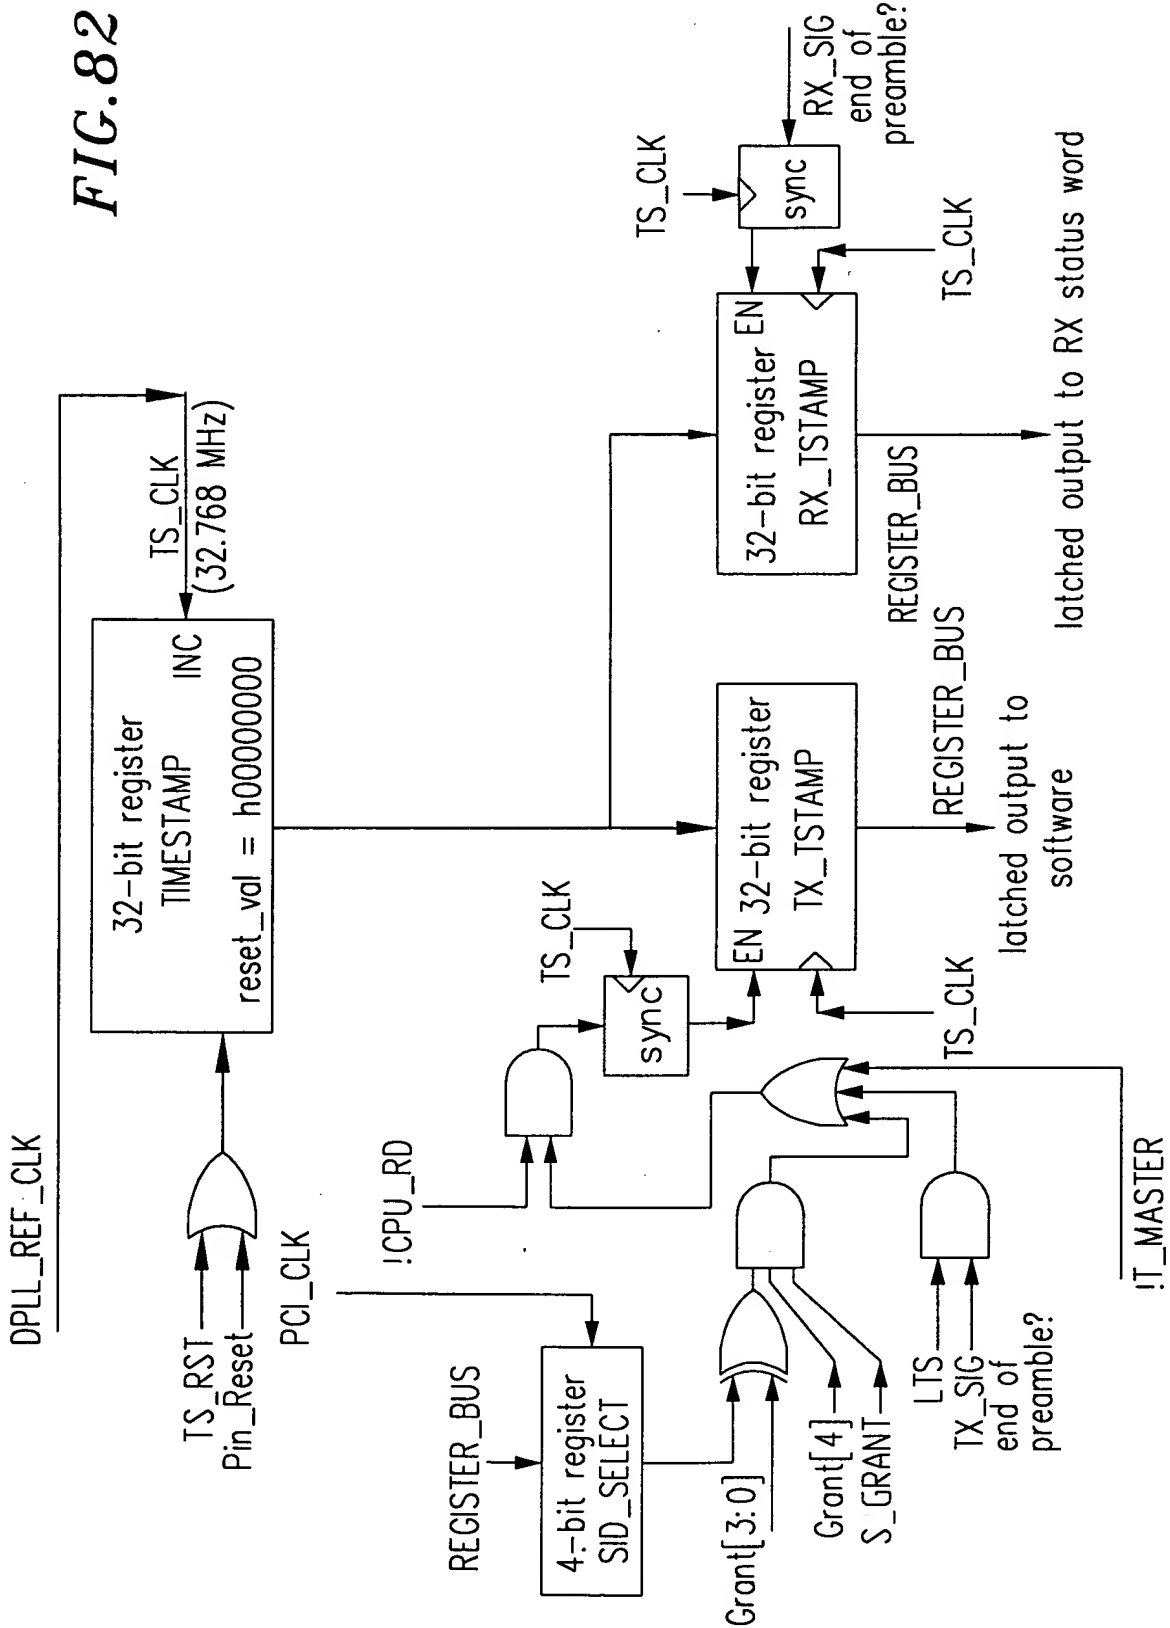 FIG.82
DPLL_REF_CLK
TS_RST
Pin_Reset
32-bit register
TIMESTAMP
INC
reset_val = h00000000
TS_CLK
(32.768 MHz)
PCI_CLK
!CPU_RD
REGISTER_BUS
4-bit register
SID_SELECT
Grant[3:0]
Grant[4]
S_GRANT
LTS
TX_SIG
end of
preamble?
!T_MASTER
TS_CLK
sync
TS_CLK
EN 32-bit register
TX_TSTAMP
REGISTER_BUS
latched output to
software
32-bit register EN
RX_TSTAMP
REGISTER_BUS
latched output to RX status word
TS_CLK
sync
TS_CLK
RX_SIG
end of
preamble?